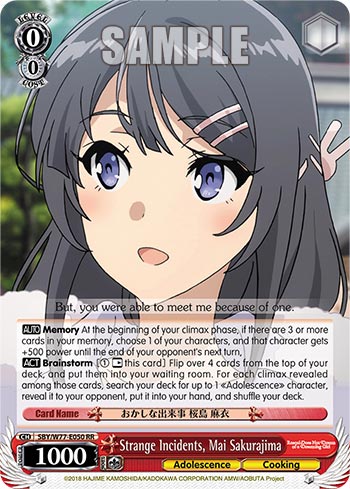 LEVEL
0
SAMPLE
0
COST
But, you were able to meet me because of one.
AUTO Memory At the beginning of your climax phase, if there are 3 or more
cards in your memory, choose 1 of your characters, and that character gets
+500 power until the end of your opponent's next turn.
ACT Brainstorm [① this card] Flip over 4 cards from the top of your
deck, and put them into your waiting room. For each climax revealed
among those cards, search your deck for up to 1 «Adolescence» character,
reveal it to your opponent, put it into your hand, and shuffle your deck.
Card Name おかしな出来事 桜島 麻衣
CH SBY/W77-E050 RR
Strange Incidents, Mai Sakurajima
1000
Adolescence Cooking
©2018 HAJIME KAMOSHIDA/KADOKAWA CORPORATION AMW/AOBUTA Project